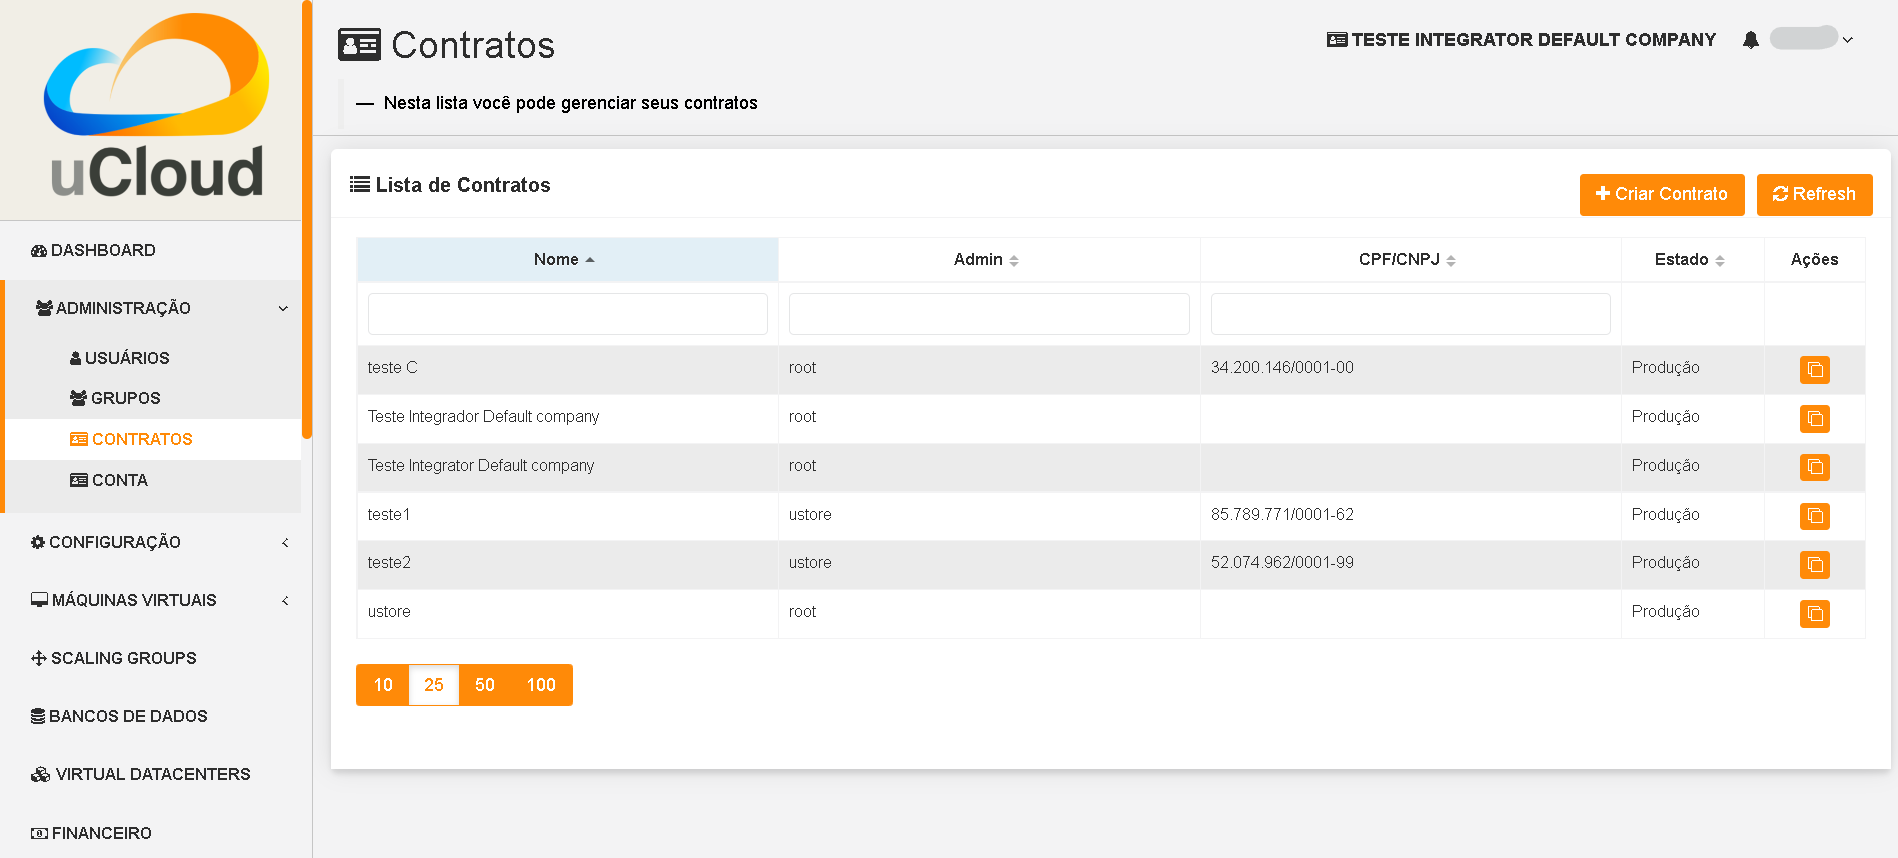 uCloud
DASHBOARD
ADMINISTRAÇÃO
USUÁRIOS
GRUPOS
CONTRATOS
CONTA
CONFIGURAÇÃO
MÁQUINAS VIRTUAIS
SCALING GROUPS
BANCOS DE DADOS
VIRTUAL DATACENTERS
FINANCEIRO
Contratos
TESTE INTEGRATOR DEFAULT COMPANY
— Nesta lista você pode gerenciar seus contratos
Lista de Contratos
Criar Contrato
Refresh
Nome Admin CPF/CNPJ Estado Ações
teste C root 34.200.146/0001-00 Produção
Teste Integrador Default company root Produção
Teste Integrator Default company root Produção
teste1 ustore 85.789.771/0001-62 Produção
teste2 ustore 52.074.962/0001-99 Produção
ustore root Produção
10 25 50 100